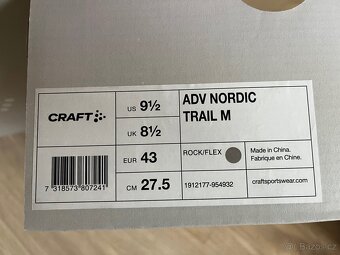 CRAFT
US 9½
UK 8½
EUR 43
CM 27.5
7 318573 807241
ADV NORDIC
TRAIL M
ROCK/FLEX
Made in China.
Fabriqué en Chine.
1912177-954932
craftsportswear.com